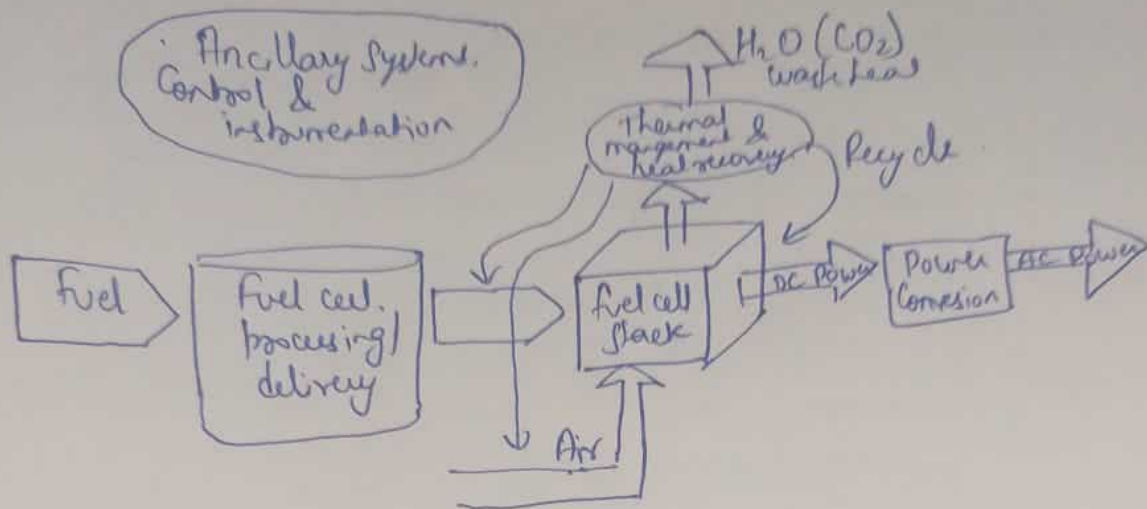 Ancillary Systems.
Control &
instrumentation
H₂O (CO₂)
waste heat
Thermal
mangement &
heat recovery
Recycle
fuel
fuel cell.
processing/
delivery
fuel cell
stack
DC Power
Power
Conversion
AC Power
Air